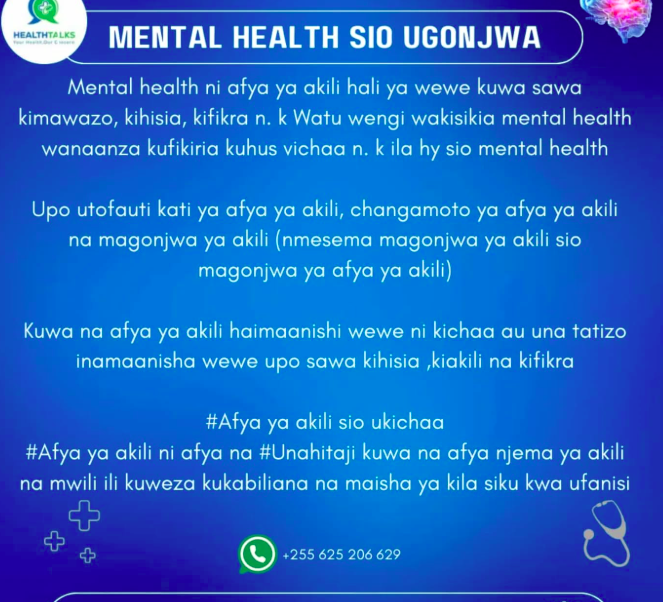 HEALTHTALKS
MENTAL HEALTH SIO UGONJWA
Mental health ni afya ya akili hali ya wewe kuwa sawa
kimawazo, kihisia, kifikra n. k Watu wengi wakisikia mental health
wanaanza kufikiria kuhus vichaa n. k ila hy sio mental health
Upo utofauti kati ya afya ya akili, changamoto ya afya ya akili
na magonjwa ya akili (nmesema magonjwa ya akili sio
magonjwa ya afya ya akili)
Kuwa na afya ya akili haimaanishi wewe ni kichaa au una tatizo
inamaanisha wewe upo sawa kihisia ,kiakili na kifikra
#Afya ya akili sio ukichaa
#Afya ya akili ni afya na #Unahitaji kuwa na afya njema ya akili
na mwili ili kuweza kukabiliana na maisha ya kila siku kwa ufanisi
+255 625 206 629